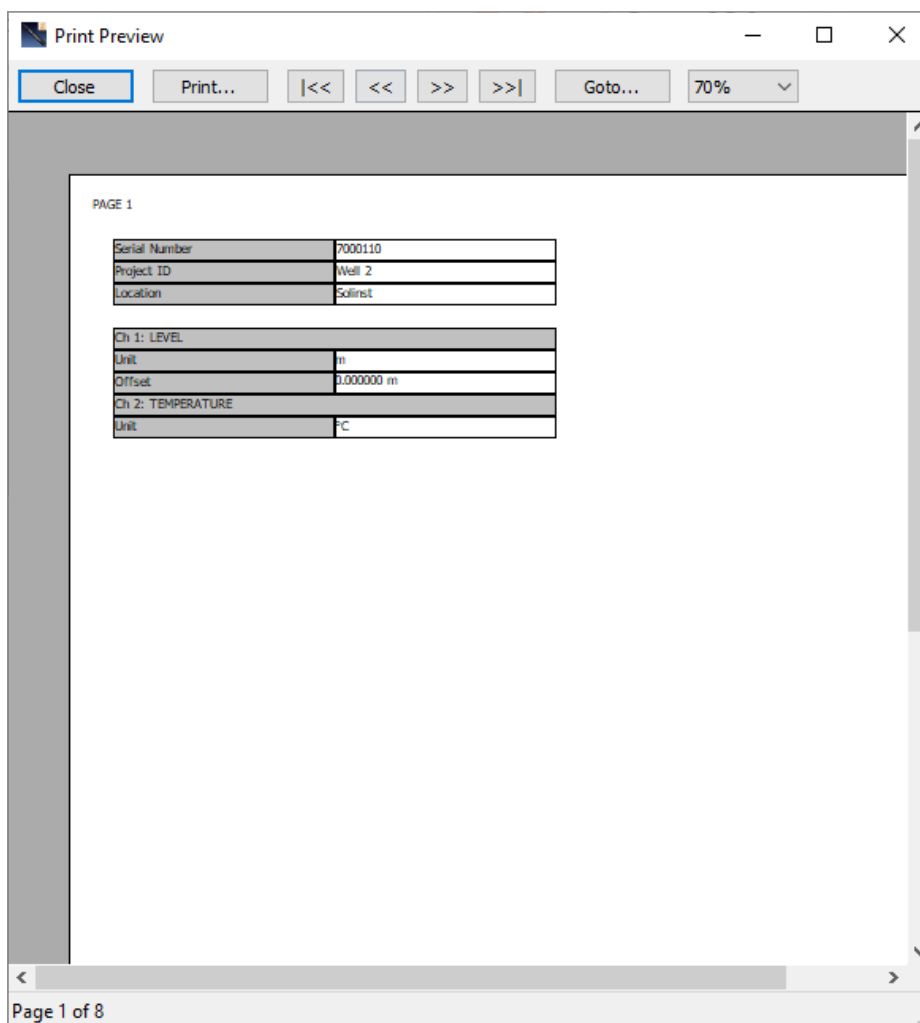 Print Preview
Close Print... |<< << >> >>| Goto... 70%
PAGE 1
Serial Number 7000110
Project ID Well 2
Location Solinst
Ch 1: LEVEL
Unit m
Offset 0.000000 m
Ch 2: TEMPERATURE
Unit °C
Page 1 of 8